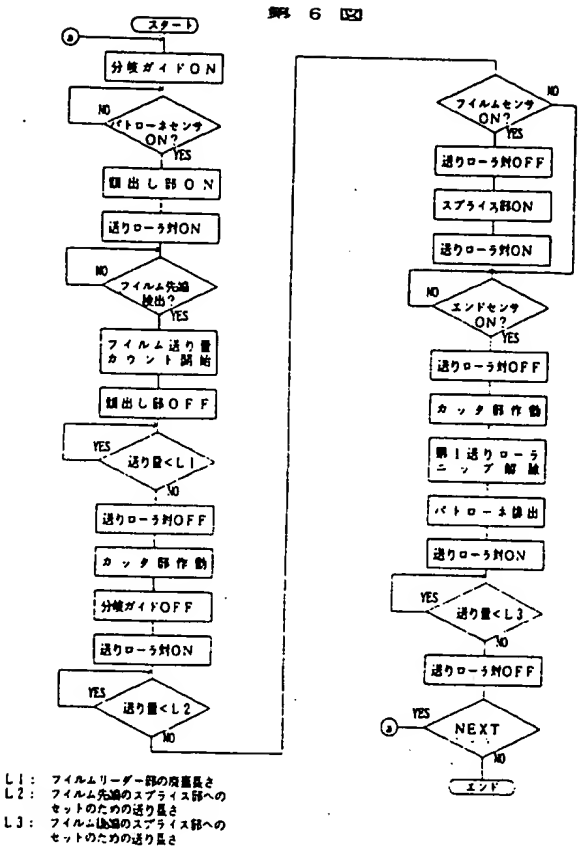 第 6 図
スタート
a
分岐ガイドON
NO
パトローネセンサ
ON?
YES
顔出し部ON
送りローラ対ON
NO
フイルム先端
検出?
YES
フイルム送り量
カウント開始
顔出し部OFF
YES
送り量<L1
NO
送りローラ対OFF
カッタ部作動
分岐ガイドOFF
送りローラ対ON
YES
送り量<L2
NO
フイルムセンサ
ON?
NO
YES
送りローラ対OFF
スプライス部ON
送りローラ対ON
NO
エンドセンサ
ON?
YES
送りローラ対OFF
カッタ部作動
第1送りローラ
ニップ解除
パトローネ排出
送りローラ対ON
YES
送り量<L3
NO
送りローラ対OFF
a
YES
NEXT
NO
エンド
L1: フイルムリーダー部の廃棄長さ
L2: フイルム先端のスプライス部への
セットのための送り長さ
L3: フイルム後端のスプライス部への
セットのための送り長さ